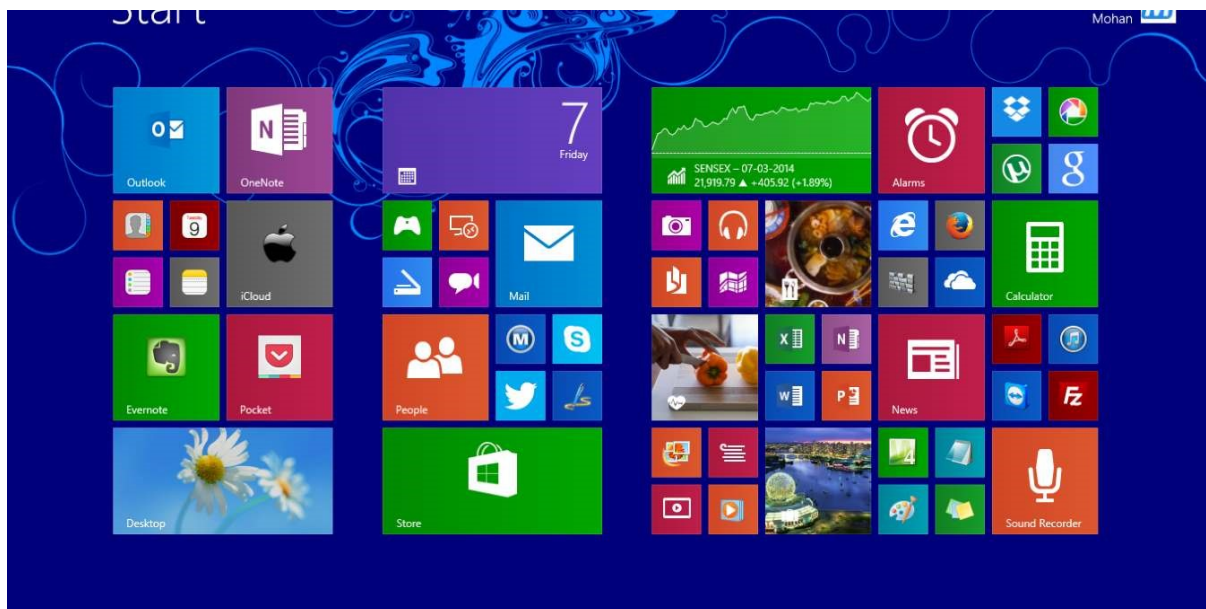 Start
Mohan
Outlook
OneNote
7
Friday
SENSEX – 07-03-2014
21,919.79 ▲ +405.92 (+1.89%)
Alarms
g
9
iCloud
Mail
Calculator
Evernote
Pocket
People
News
Desktop
Store
Sound Recorder